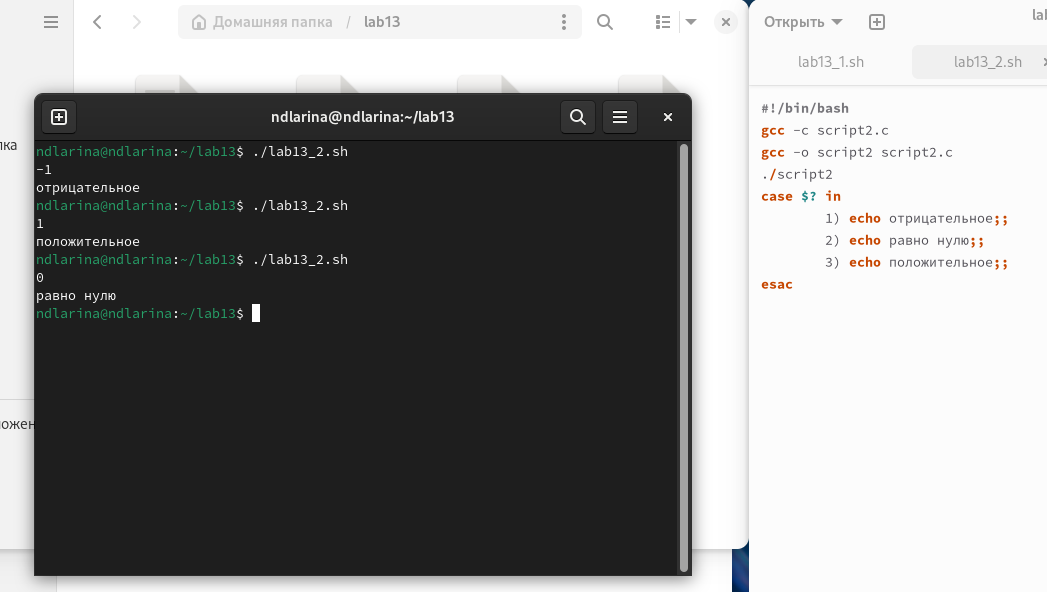 Домашняя папка / lab13
Открыть
lab13_1.sh
lab13_2.sh
ndlarina@ndlarina:~/lab13
ndlarina@ndlarina:~/lab13$ ./lab13_2.sh
-1
отрицательное
ndlarina@ndlarina:~/lab13$ ./lab13_2.sh
1
положительное
ndlarina@ndlarina:~/lab13$ ./lab13_2.sh
0
равно нулю
ndlarina@ndlarina:~/lab13$
#!/bin/bash
gcc -c script2.c
gcc -o script2 script2.c
./script2
case $? in
1) echo отрицательное;;
2) echo равно нулю;;
3) echo положительное;;
esac